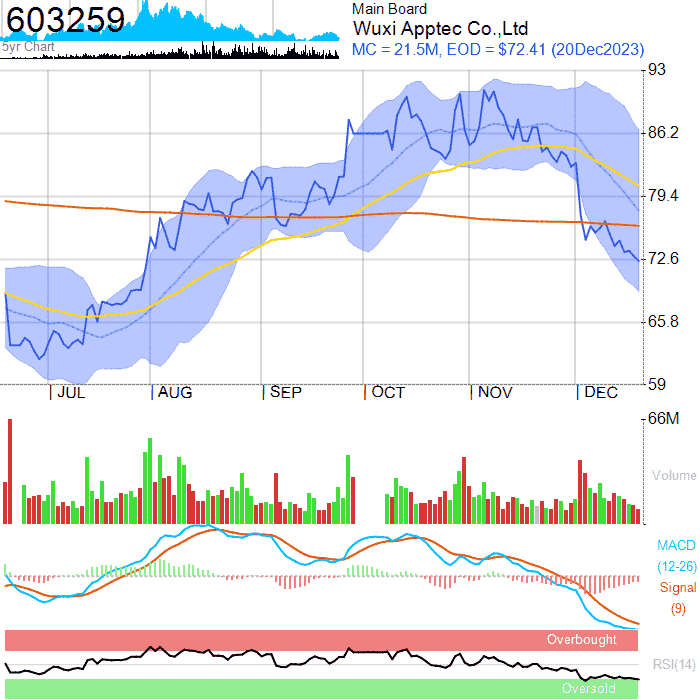 603259
5yr Chart
Main Board
Wuxi Apptec Co.,Ltd
MC = 21.5M, EOD = $72.41 (20Dec2023)
93
86.2
79.4
72.6
65.8
59
JUL
AUG
SEP
OCT
NOV
DEC
66M
Volume
MACD
(12-26)
Signal
(9)
Overbought
RSI(14)
Oversold